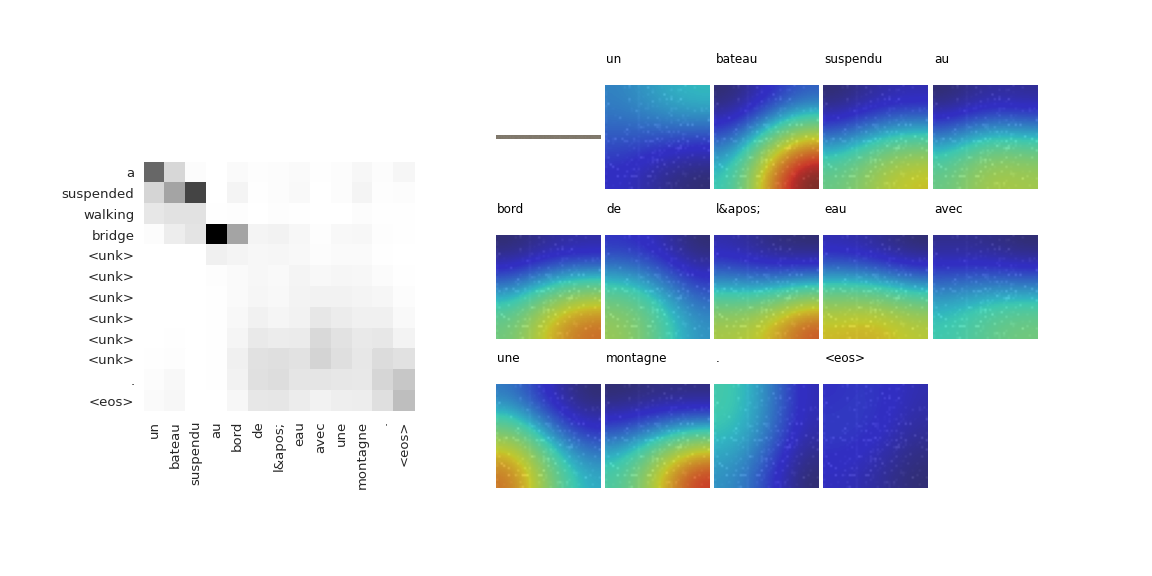 a
suspended
walking
bridge
<unk>
<unk>
<unk>
<unk>
<unk>
<unk>
.
<eos>
un
bateau
suspendu
au
bord
de
l&apos;
eau
avec
une
montagne
.
<eos>
un bateau suspendu au
bord de l&apos; eau avec
une montagne . <eos>